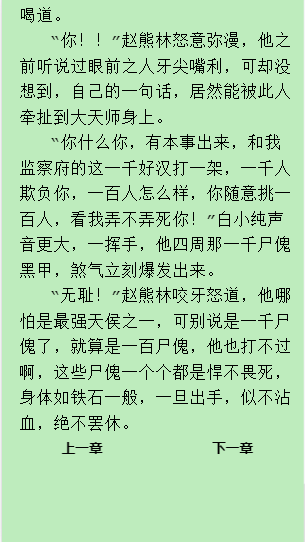 喝道。
“你！！”赵熊林怒意弥漫，他之
前听说过眼前之人牙尖嘴利，可却没
想到，自己的一句话，居然能被此人
牵扯到大天师身上。
“你什么你，有本事出来，和我
监察府的这一千好汉打一架，一千人
欺负你，一百人怎么样，你随意挑一
百人，看我弄不弄死你！”白小纯声
音更大，一挥手，他四周那一千尸傀
黑甲，煞气立刻爆发出来。
“无耻！”赵熊林咬牙怒道，他哪
怕是最强天侯之一，可别说是一千尸
傀了，就算是一百尸傀，他也打不过
啊，这些尸傀一个个都是悍不畏死，
身体如铁石一般，一旦出手，似不沾
血，绝不罢休。
上一章 下一章